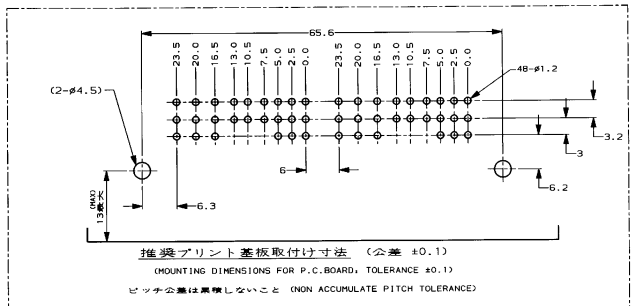 65.6
23.5 20.0 16.5 13.0 10.5 7.5 5.0 2.5 0.0 23.5 20.0 16.5 13.0 10.5 7.5 5.0 2.5 0.0
48-ø1.2
(2-ø4.5)
3.2
3
6
6.3
6.2
13最大
(MAX)
推奨プリント基板取付け寸法 (公差 ±0.1)
(MOUNTING DIMENSIONS FOR P.C.BOARD: TOLERANCE ±0.1)
ピッチ公差は累積しないこと (NON ACCUMULATE PITCH TOLERANCE)